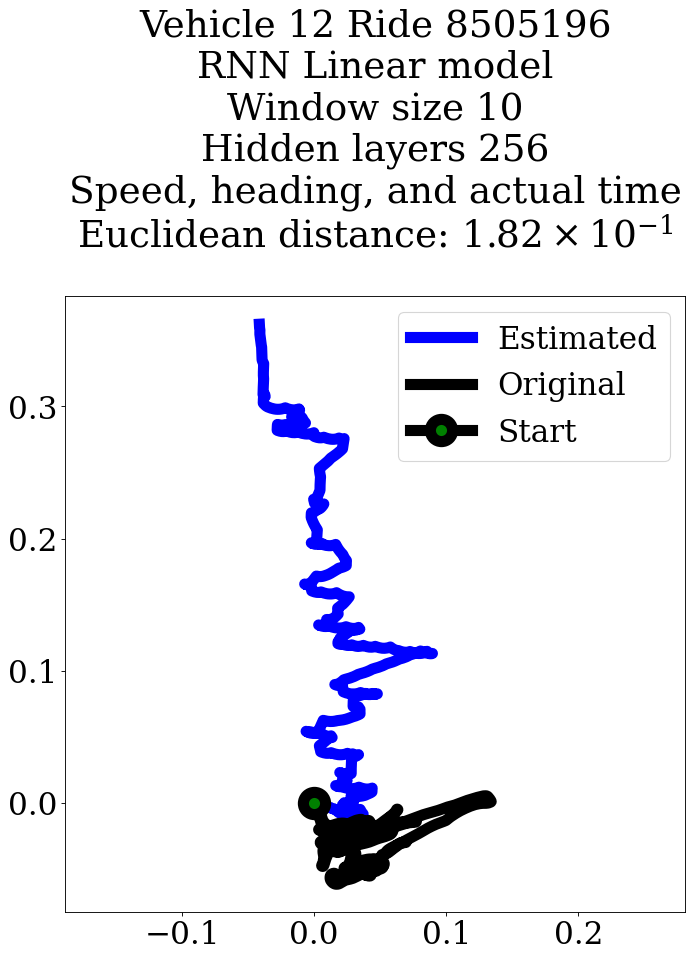 Vehicle 12 Ride 8505196
RNN Linear model
Window size 10
Hidden layers 256
Speed, heading, and actual time
Euclidean distance: 1.82 × 10⁻¹
Estimated
Original
Start
0.3
0.2
0.1
0.0
−0.1 0.0 0.1 0.2